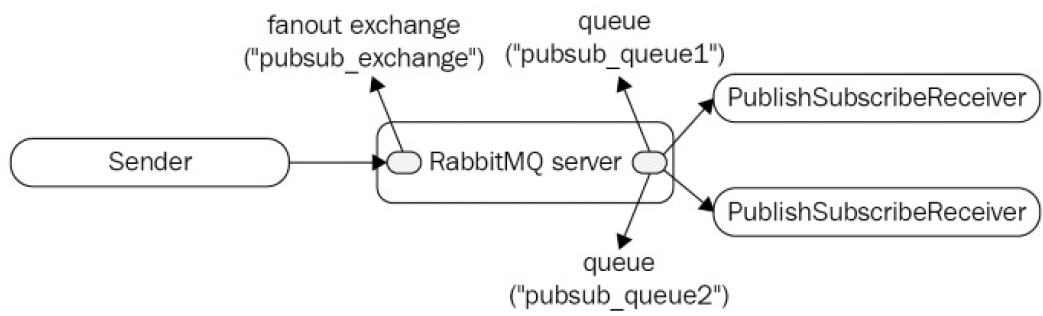 fanout exchange
("pubsub_exchange")
queue
("pubsub_queue1")
PublishSubscribeReceiver
Sender
RabbitMQ server
PublishSubscribeReceiver
queue
("pubsub_queue2")